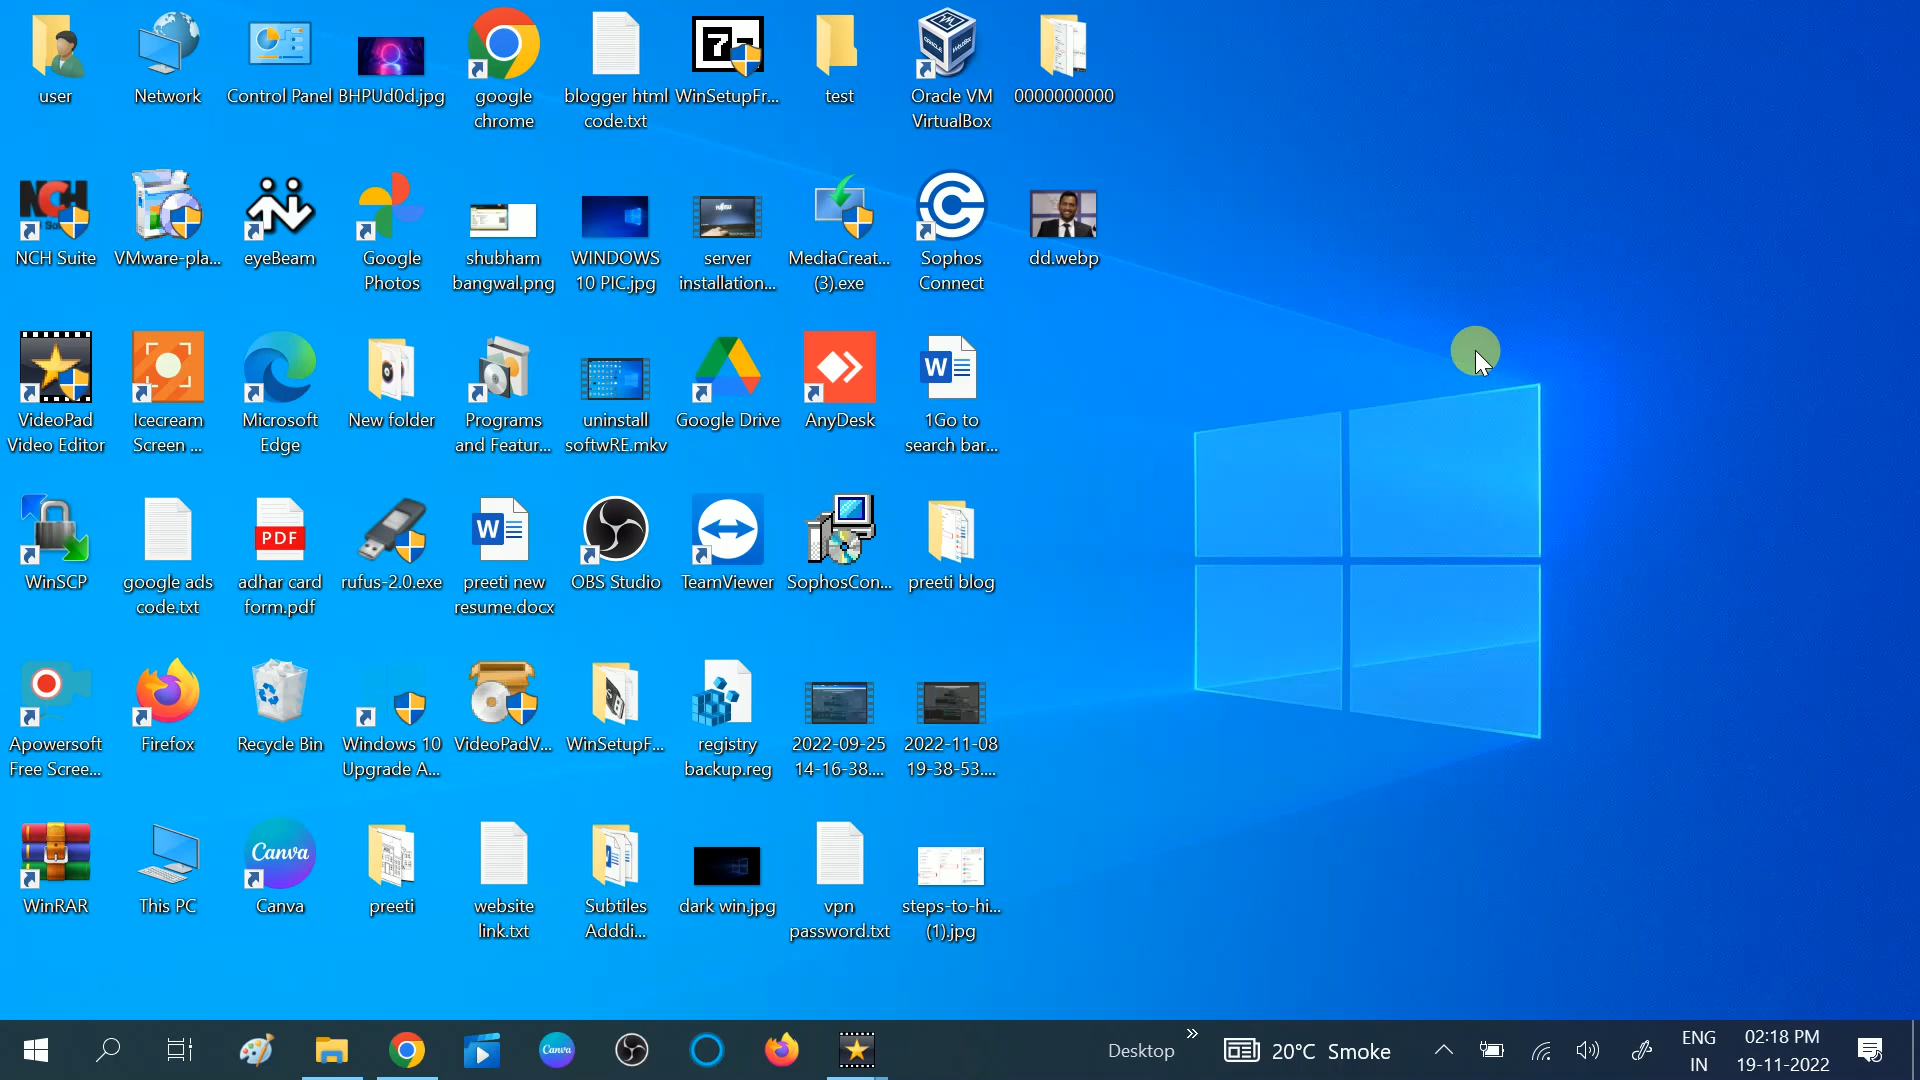 user
Network
Control Panel
BHPUd0d.jpg
google
chrome
blogger html
code.txt
WinSetupFr...
test
Oracle VM
VirtualBox
0000000000
NCH Suite
VMware-pla...
eyeBeam
Google
Photos
shubham
bangwal.png
WINDOWS
10 PIC.jpg
server
installation...
MediaCreat...
(3).exe
Sophos
Connect
dd.webp
VideoPad
Video Editor
Icecream
Screen ...
Microsoft
Edge
New folder
Programs
and Featur...
uninstall
softwRE.mkv
Google Drive
AnyDesk
1Go to
search bar...
WinSCP
google ads
code.txt
PDF
adhar card
form.pdf
rufus-2.0.exe
preeti new
resume.docx
OBS Studio
TeamViewer
SophosCon...
preeti blog
Apowersoft
Free Scree...
Firefox
Recycle Bin
Windows 10
Upgrade A...
VideoPadV...
WinSetupF...
registry
backup.reg
2022-09-25
14-16-38....
2022-11-08
19-38-53....
WinRAR
This PC
Canva
Canva
preeti
website
link.txt
Subtiles
Adddi...
dark win.jpg
vpn
password.txt
steps-to-hi...
(1).jpg
Canva
Desktop
20°C Smoke
ENG
IN
02:18 PM
19-11-2022